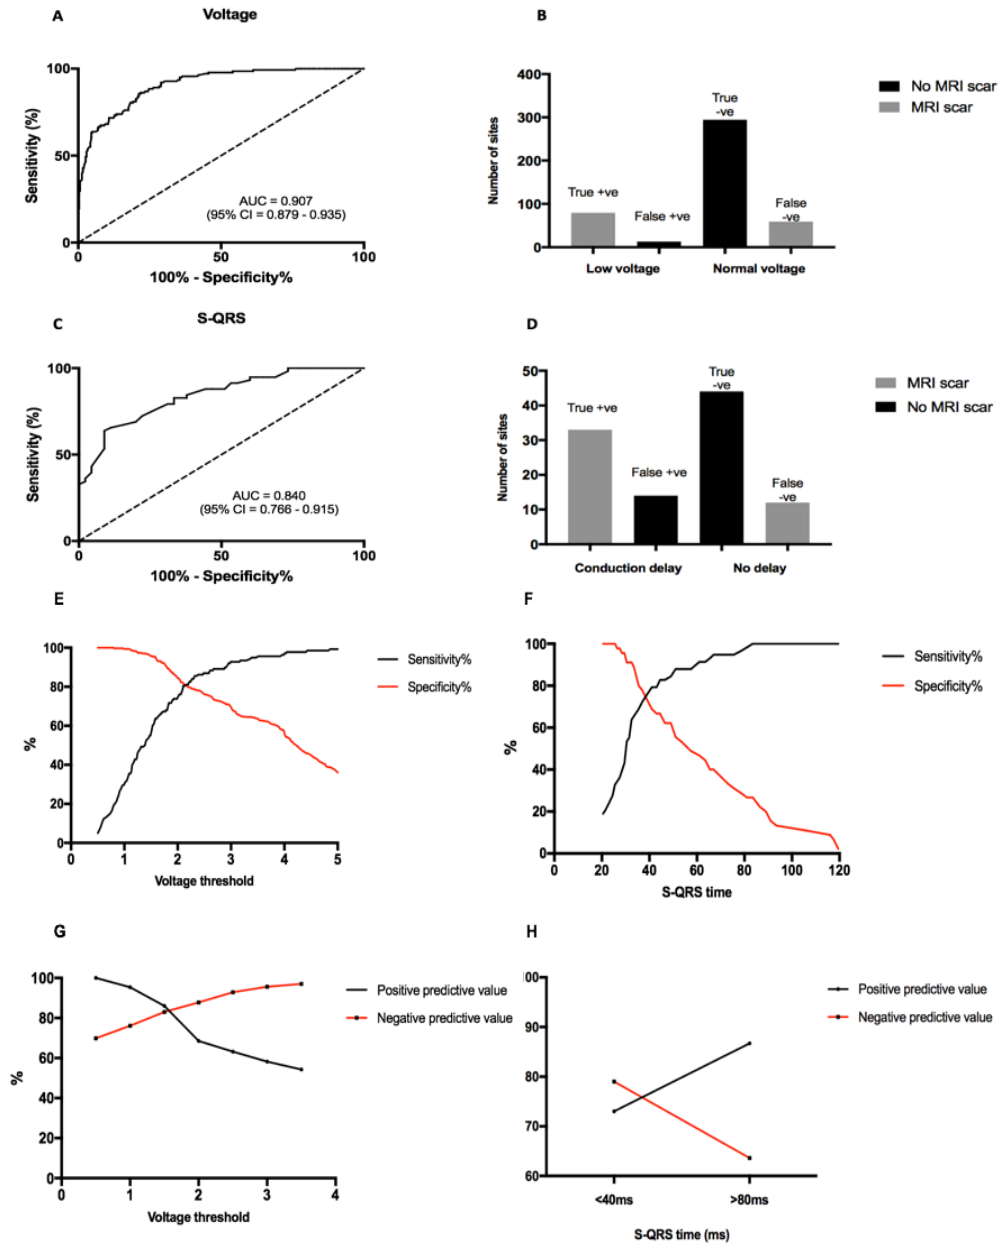 A
Voltage
100
50
0
0
50
100
Sensitivity (%)
AUC = 0.907
(95% CI = 0.879 - 0.935)
100% - Specificity%
B
400
300
200
100
0
Number of sites
True +ve
False +ve
True
-ve
False
-ve
Low voltage
Normal voltage
No MRI scar
MRI scar
C
S-QRS
100
50
0
0
50
100
Sensitivity (%)
AUC = 0.840
(95% CI = 0.766 - 0.915)
100% - Specificity%
D
50
40
30
20
10
0
Number of sites
True +ve
False +ve
True
-ve
False
-ve
Conduction delay
No delay
MRI scar
No MRI scar
E
100
80
60
40
20
0
%
0
1
2
3
4
5
Voltage threshold
Sensitivity%
Specificity%
F
100
80
60
40
20
0
%
0
20
40
60
80
100
120
S-QRS time
Sensitivity%
Specificity%
G
100
80
60
40
20
0
%
0
1
2
3
4
Voltage threshold
Positive predictive value
Negative predictive value
H
00
90
80
70
60
<40ms
>80ms
S-QRS time (ms)
Positive predictive value
Negative predictive value